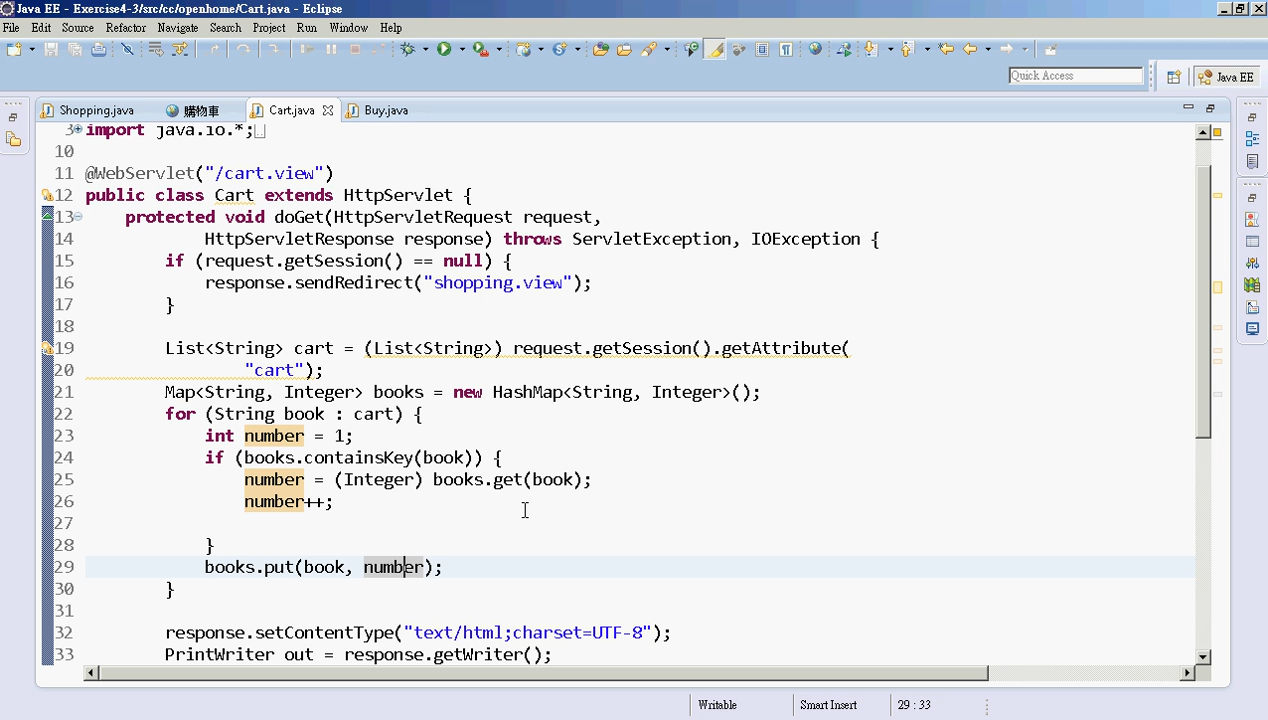 Java EE - Exercise4-3/src/cc/openhome/Cart.java - Eclipse
File Edit Source Refactor Navigate Search Project Run Window Help
Quick Access
Java EE
Shopping.java 購物車 Cart.java Buy.java
3 import java.io.*;
10
11 @WebServlet("/cart.view")
12 public class Cart extends HttpServlet {
13 protected void doGet(HttpServletRequest request,
14 HttpServletResponse response) throws ServletException, IOException {
15 if (request.getSession() == null) {
16 response.sendRedirect("shopping.view");
17 }
18
19 List<String> cart = (List<String>) request.getSession().getAttribute(
20 "cart");
21 Map<String, Integer> books = new HashMap<String, Integer>();
22 for (String book : cart) {
23 int number = 1;
24 if (books.containsKey(book)) {
25 number = (Integer) books.get(book);
26 number++;
27
28 }
29 books.put(book, number);
30 }
31
32 response.setContentType("text/html;charset=UTF-8");
33 PrintWriter out = response.getWriter();
Writable Smart Insert 29 : 33